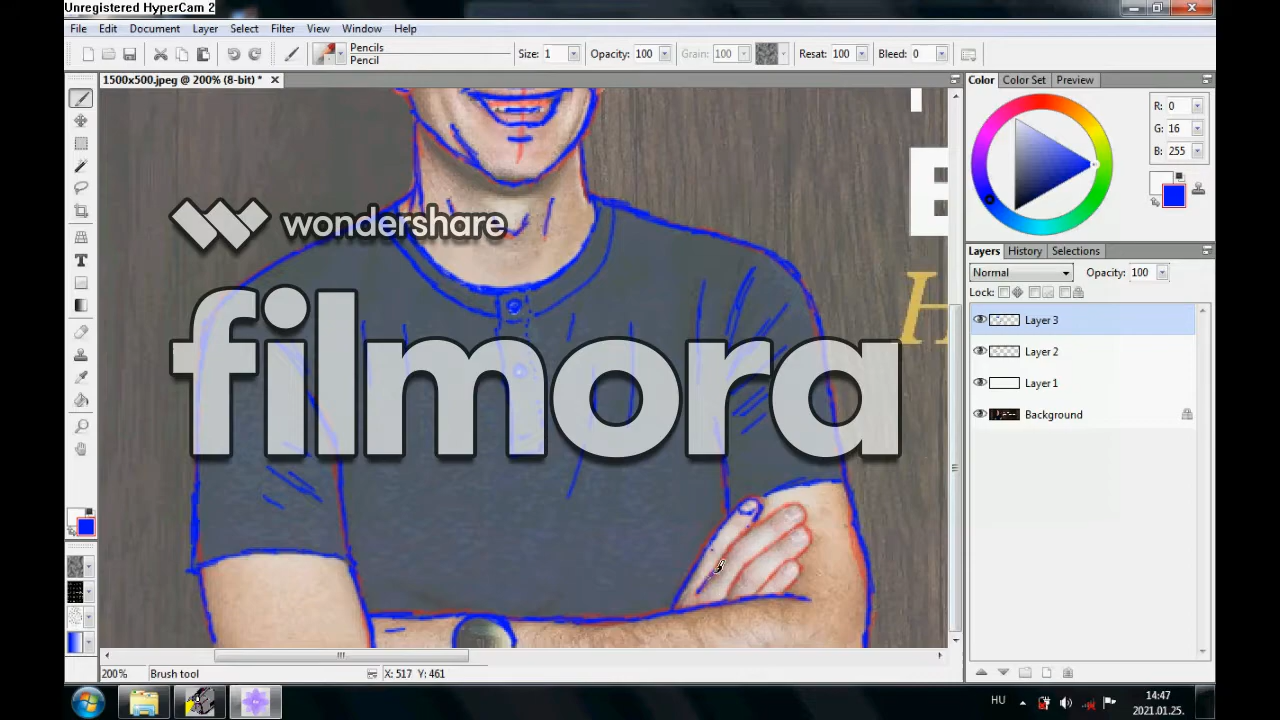 Unregistered HyperCam 2
File Edit Document Layer Select Filter View Window Help
Pencils
Pencil
Size: 1 Opacity: 100 Grain: 100 Resat: 100 Bleed: 0
1500x500.jpeg @ 200% (8-bit) *
Color Color Set Preview
R: 0
G: 16
B: 255
E
wondershare
filmora
H
Layers History Selections
Normal Opacity: 100
Lock:
Layer 3
Layer 2
Layer 1
Background
200% Brush tool X: 517 Y: 461
HU
14:47
2021.01.25.